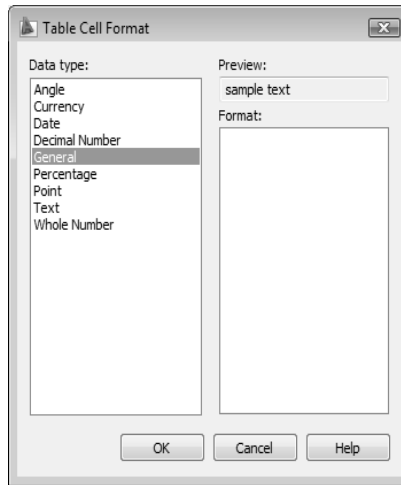 Table Cell Format
Data type:
Angle
Currency
Date
Decimal Number
General
Percentage
Point
Text
Whole Number
Preview:
sample text
Format:
OK
Cancel
Help